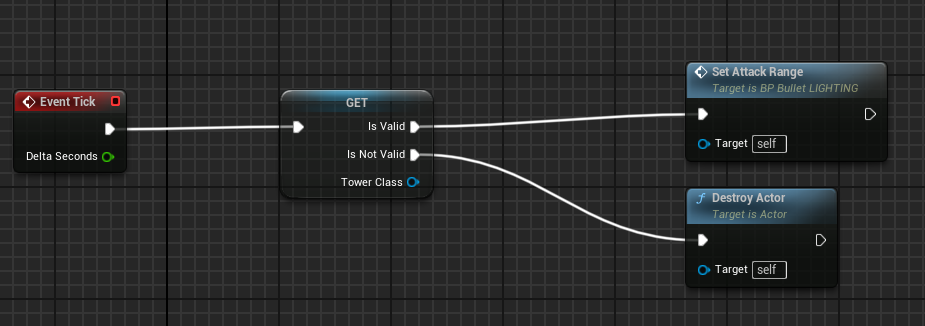 Event Tick
Delta Seconds
GET
Is Valid
Is Not Valid
Tower Class
Set Attack Range
Target is BP Bullet LIGHTING
Target self
f Destroy Actor
Target is Actor
Target self